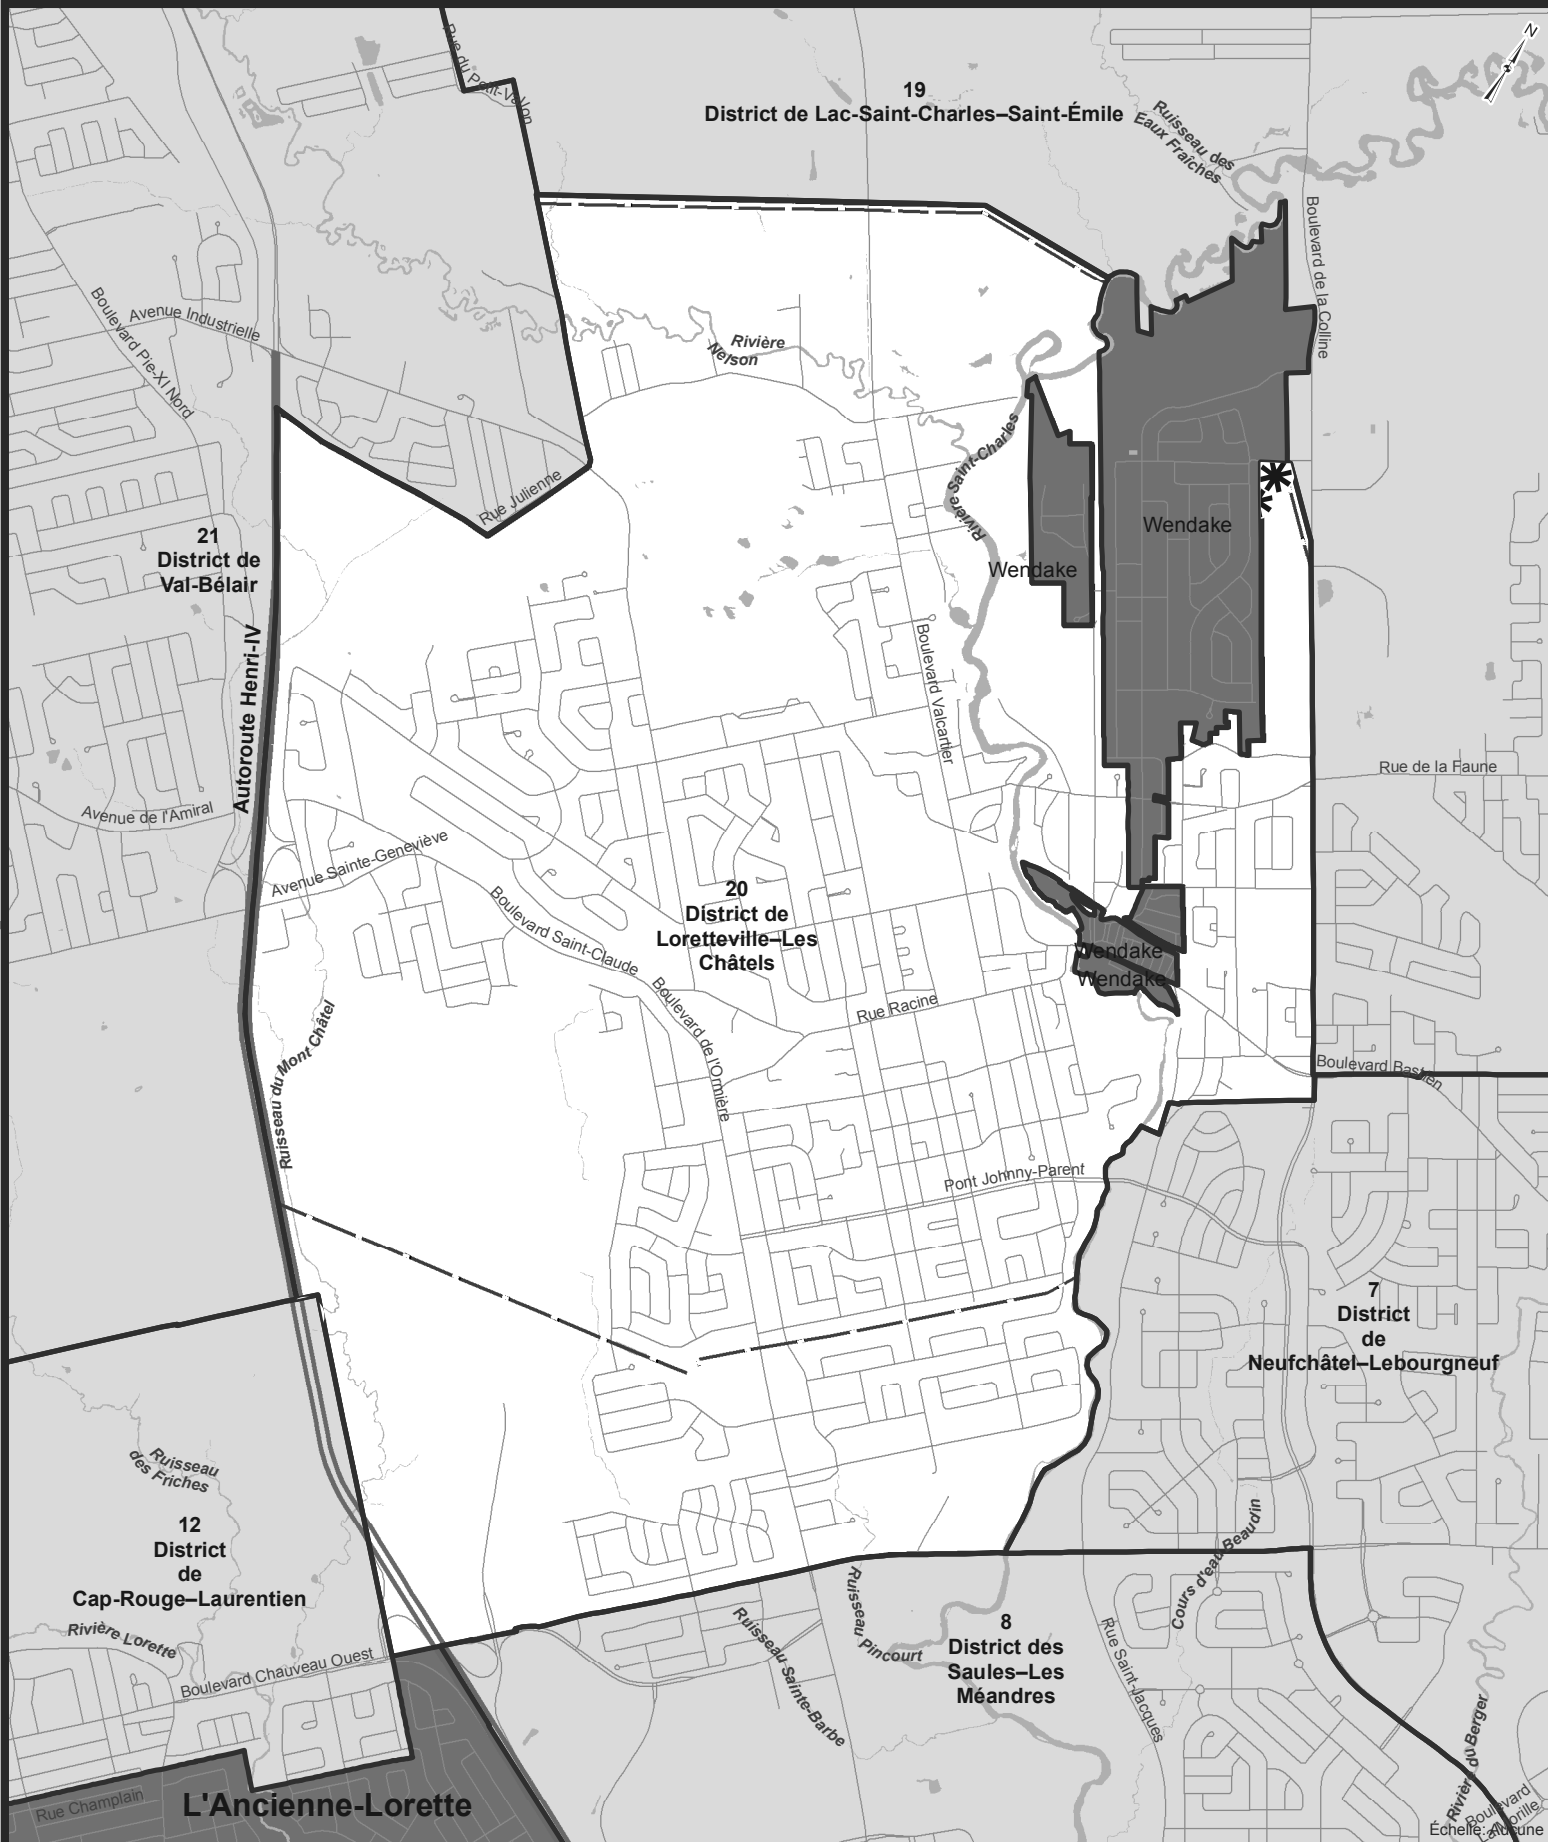 N
Rue du Petit-Vallon
19
District de Lac-Saint-Charles–Saint-Émile
Ruisseau des
Eaux Fraîches
Boulevard de la Colline
Avenue Industrielle
Boulevard Pie-XI Nord
Rivière
Nelson
Rivière Saint-Charles
Rue Julienne
Wendake
Wendake
21
District de
Val-Bélair
Autoroute Henri-IV
Boulevard Valcartier
Rue de la Faune
Avenue de l'Amiral
Avenue Sainte-Geneviève
Boulevard Saint-Claude
20
District de
Loretteville–Les
Châtels
Wendake
Wendake
Boulevard de l'Ormière
Rue Racine
Ruisseau du Mont Châtel
Boulevard Bastien
Pont Johnny-Parent
7
District
de
Neufchâtel–Lebourgneuf
Ruisseau
des Friches
12
District
de
Cap-Rouge–Laurentien
Rivière Lorette
Boulevard Chauveau Ouest
Cours d'eau Beaudin
Ruisseau Pincourt
Ruisseau Sainte-Barbe
8
District des
Saules–Les
Méandres
Rue Saint-Jacques
Rivière du Berger
Rue Champlain
L'Ancienne-Lorette
Boulevard
Échelle: Aucune